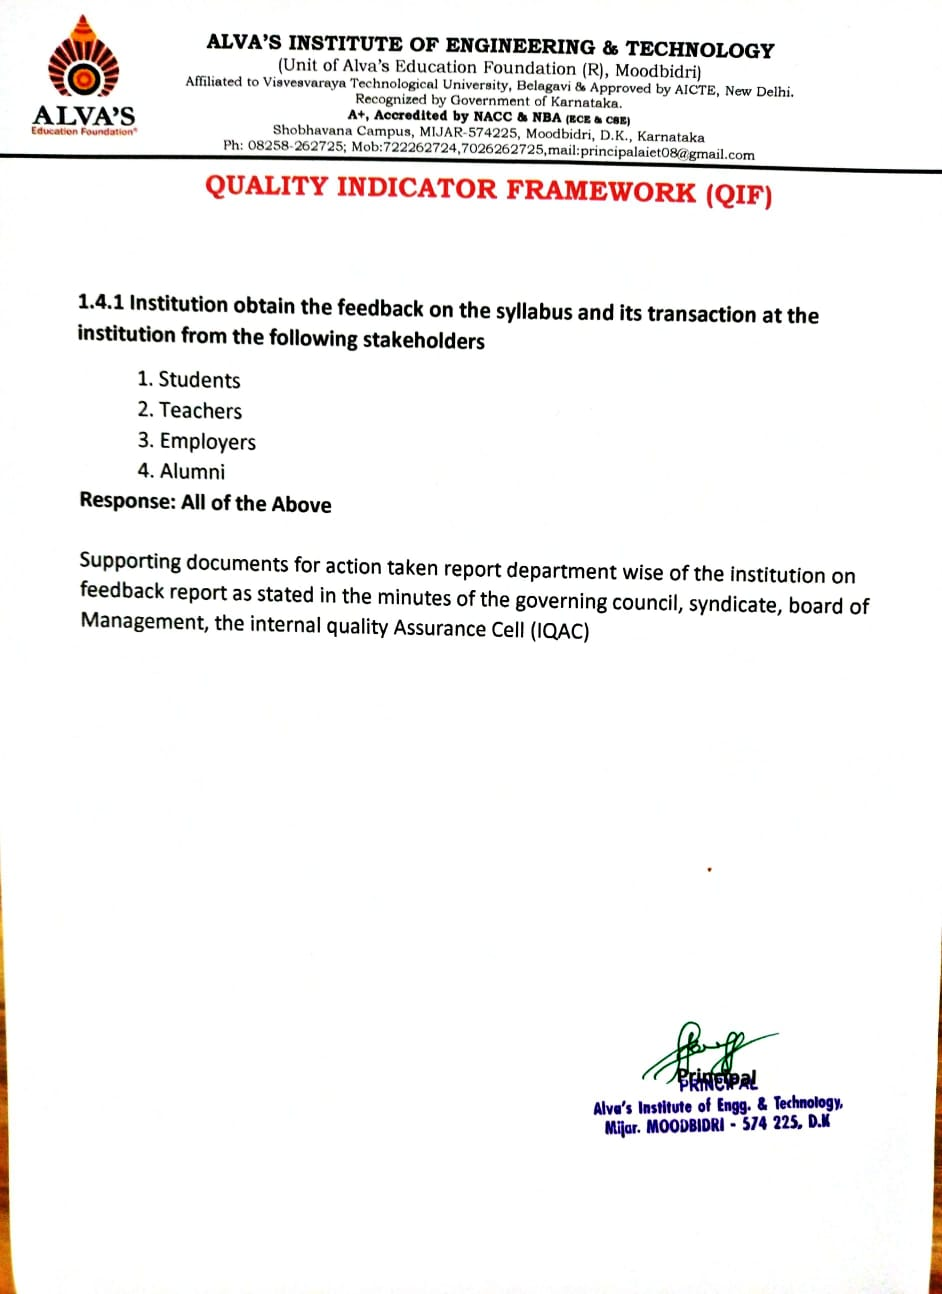 ALVA'S
Education Foundation®
ALVA'S INSTITUTE OF ENGINEERING & TECHNOLOGY
(Unit of Alva's Education Foundation (R), Moodbidri)
Affiliated to Visvesvaraya Technological University, Belagavi & Approved by AICTE, New Delhi.
Recognized by Government of Karnataka.
A+, Accredited by NACC & NBA (ECE & CSE)
Shobhavana Campus, MIJAR-574225, Moodbidri, D.K., Karnataka
Ph: 08258-262725; Mob:722262724,7026262725,mail:principalaiet08@gmail.com
QUALITY INDICATOR FRAMEWORK (QIF)
1.4.1 Institution obtain the feedback on the syllabus and its transaction at the
institution from the following stakeholders
1. Students
2. Teachers
3. Employers
4. Alumni
Response: All of the Above
Supporting documents for action taken report department wise of the institution on
feedback report as stated in the minutes of the governing council, syndicate, board of
Management, the internal quality Assurance Cell (IQAC)
Principal
PRINCIPAL
Alva's Institute of Engg. & Technology,
Mijar. MOODBIDRI - 574 225, D.K